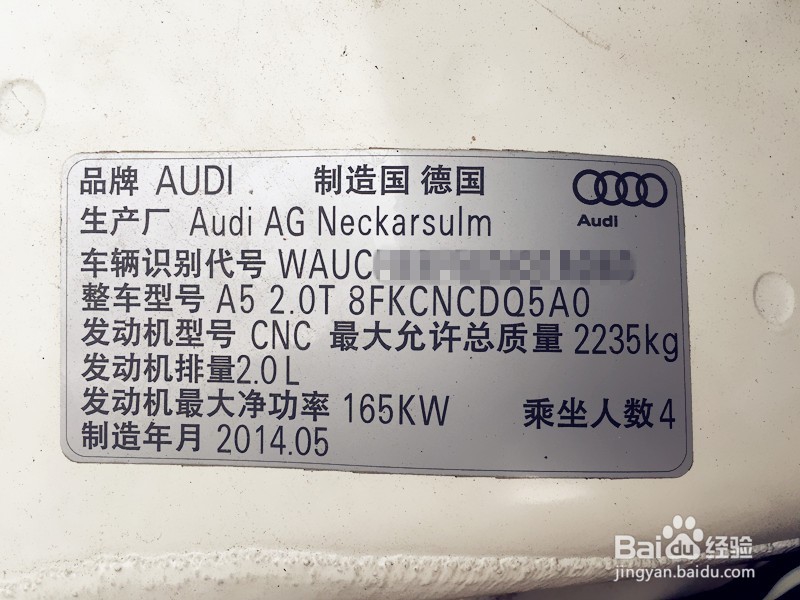 品牌 AUDI . 制造国 德国
Audi
生产厂 Audi AG Neckarsulm
车辆识别代号 WAUC
整车型号 A5 2.0T 8FKCNCDQ5A0
发动机型号 CNC 最大允许总质量 2235kg
发动机排量2.0L
发动机最大净功率 165KW 乘坐人数4
制造年月 2014.05
Baidu经验
jingyan.baidu.com